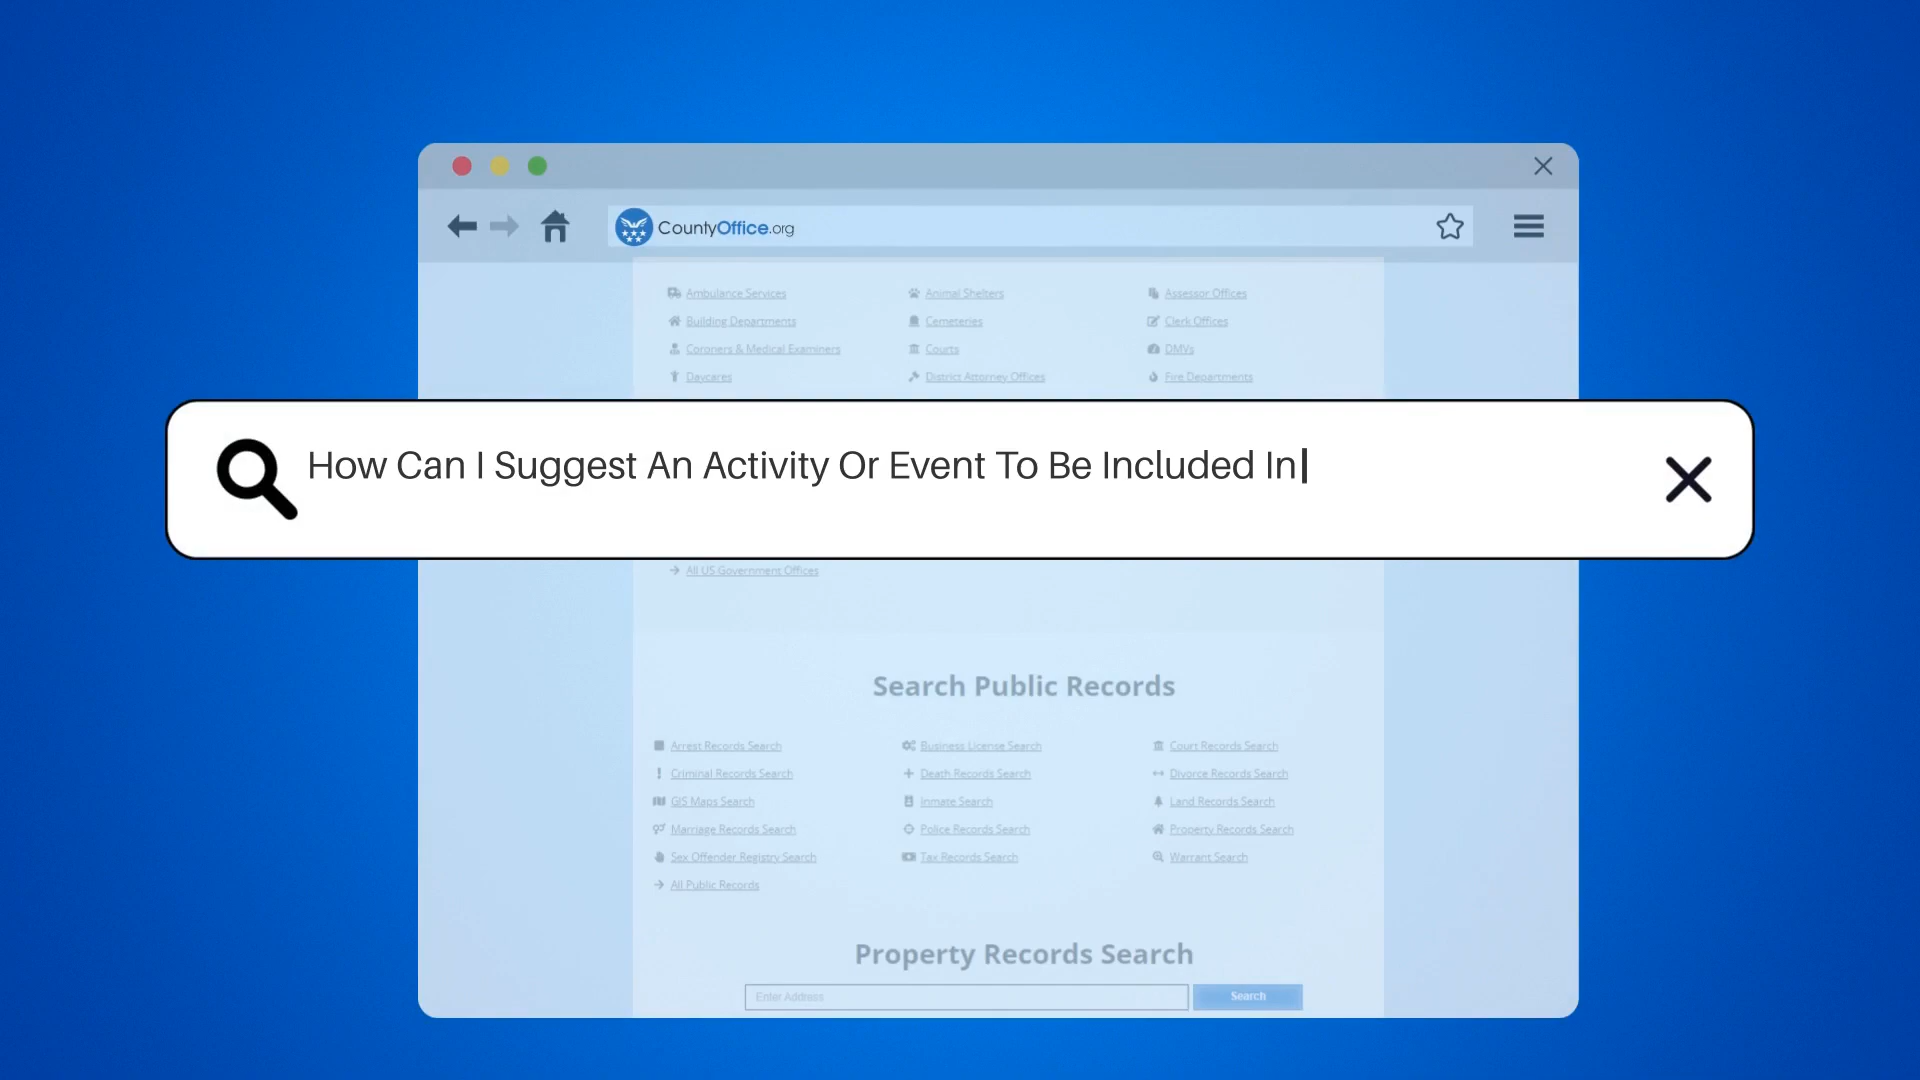 CountyOffice.org
Ambulance Services Animal Shelters Assessor Offices
Building Departments Cemeteries Clerk Offices
Coroners & Medical Examiners Courts DMVs
Daycares District Attorney Offices Fire Departments
How Can I Suggest An Activity Or Event To Be Included In
All US Government Offices
Search Public Records
Arrest Records Search Business License Search Court Records Search
Criminal Records Search Death Records Search Divorce Records Search
GIS Maps Search Inmate Search Land Records Search
Marriage Records Search Police Records Search Property Records Search
Sex Offender Registry Search Tax Records Search Warrant Search
All Public Records
Property Records Search
Enter Address Search